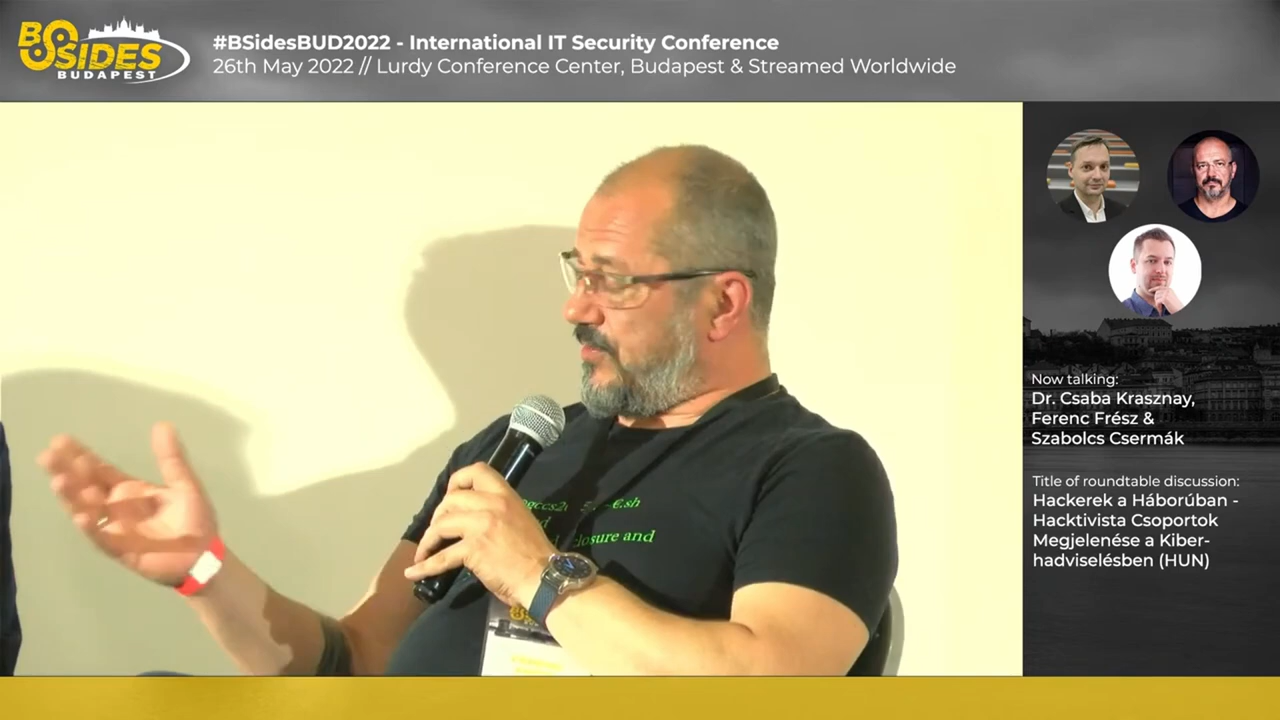 BSIDES
BUDAPEST
#BSidesBUD2022 - International IT Security Conference
26th May 2022 // Lurdy Conference Center, Budapest & Streamed Worldwide
Now talking:
Dr. Csaba Krasznay,
Ferenc Frész &
Szabolcs Csermák
Title of roundtable discussion:
Hackerek a Háborúban -
Hacktivista Csoportok
Megjelenése a Kiber-
hadviselésben (HUN)
closure and